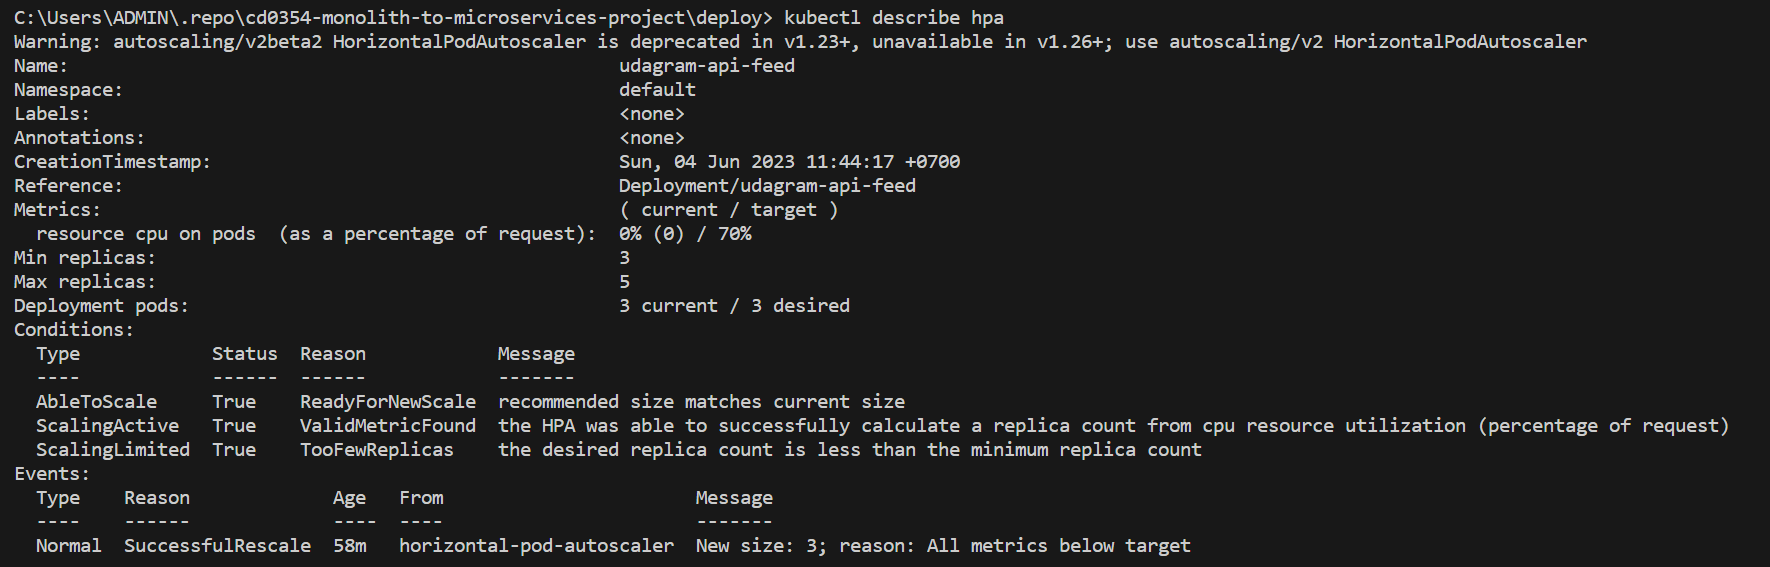 C:\Users\ADMIN\.repo\cd0354-monolith-to-microservices-project\deploy> kubectl describe hpa
Warning: autoscaling/v2beta2 HorizontalPodAutoscaler is deprecated in v1.23+, unavailable in v1.26+; use autoscaling/v2 HorizontalPodAutoscaler
Name:                                                  udagram-api-feed
Namespace:                                             default
Labels:                                                <none>
Annotations:                                           <none>
CreationTimestamp:                                     Sun, 04 Jun 2023 11:44:17 +0700
Reference:                                             Deployment/udagram-api-feed
Metrics:                                               ( current / target )
  resource cpu on pods  (as a percentage of request):  0% (0) / 70%
Min replicas:                                          3
Max replicas:                                          5
Deployment pods:                                       3 current / 3 desired
Conditions:
  Type            Status  Reason            Message
  ----            ------  ------            -------
  AbleToScale     True    ReadyForNewScale  recommended size matches current size
  ScalingActive   True    ValidMetricFound  the HPA was able to successfully calculate a replica count from cpu resource utilization (percentage of request)
  ScalingLimited  True    TooFewReplicas    the desired replica count is less than the minimum replica count
Events:
  Type    Reason             Age   From                       Message
  ----    ------             ----  ----                       -------
  Normal  SuccessfulRescale  58m   horizontal-pod-autoscaler  New size: 3; reason: All metrics below target